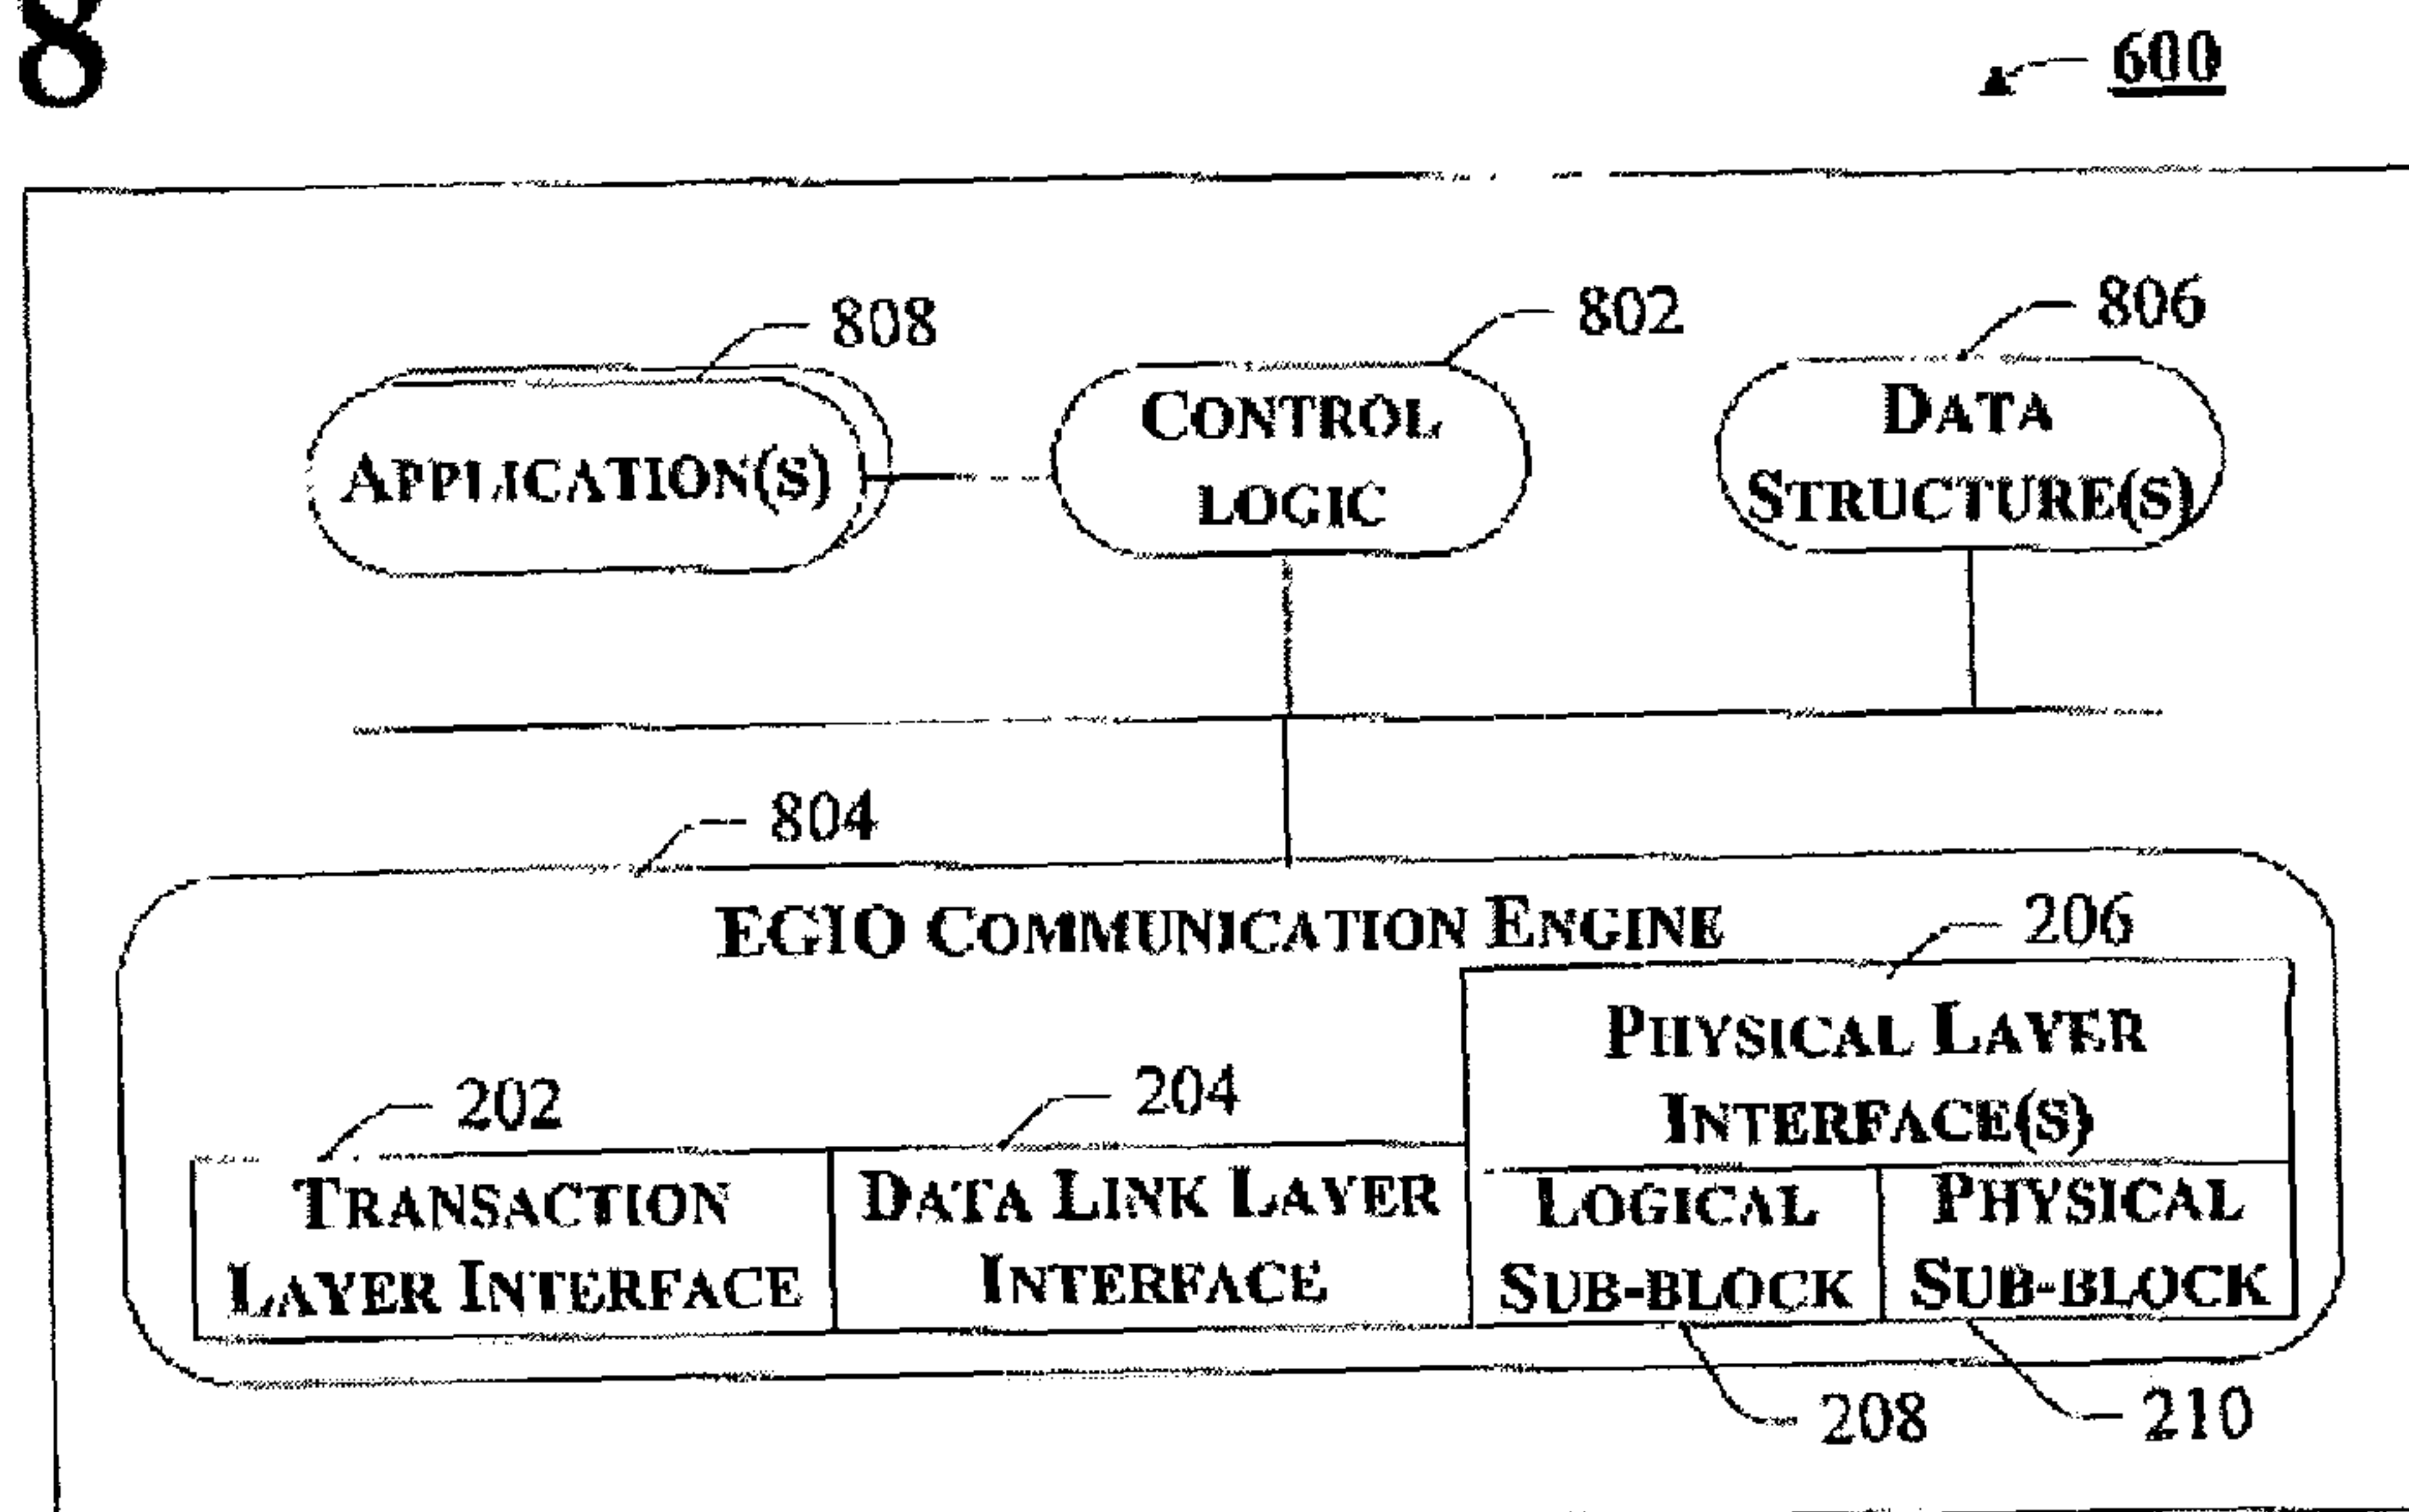 8
600
808
802
806
APPLICATION(S)
CONTROL
LOGIC
DATA
STRUCTURE(S)
804
EGIO COMMUNICATION ENGINE
206
PHYSICAL LAYER
INTERFACE(S)
202
204
TRANSACTION
LAYER INTERFACE
DATA LINK LAYER
INTERFACE
LOGICAL
SUB-BLOCK
PHYSICAL
SUB-BLOCK
208
210